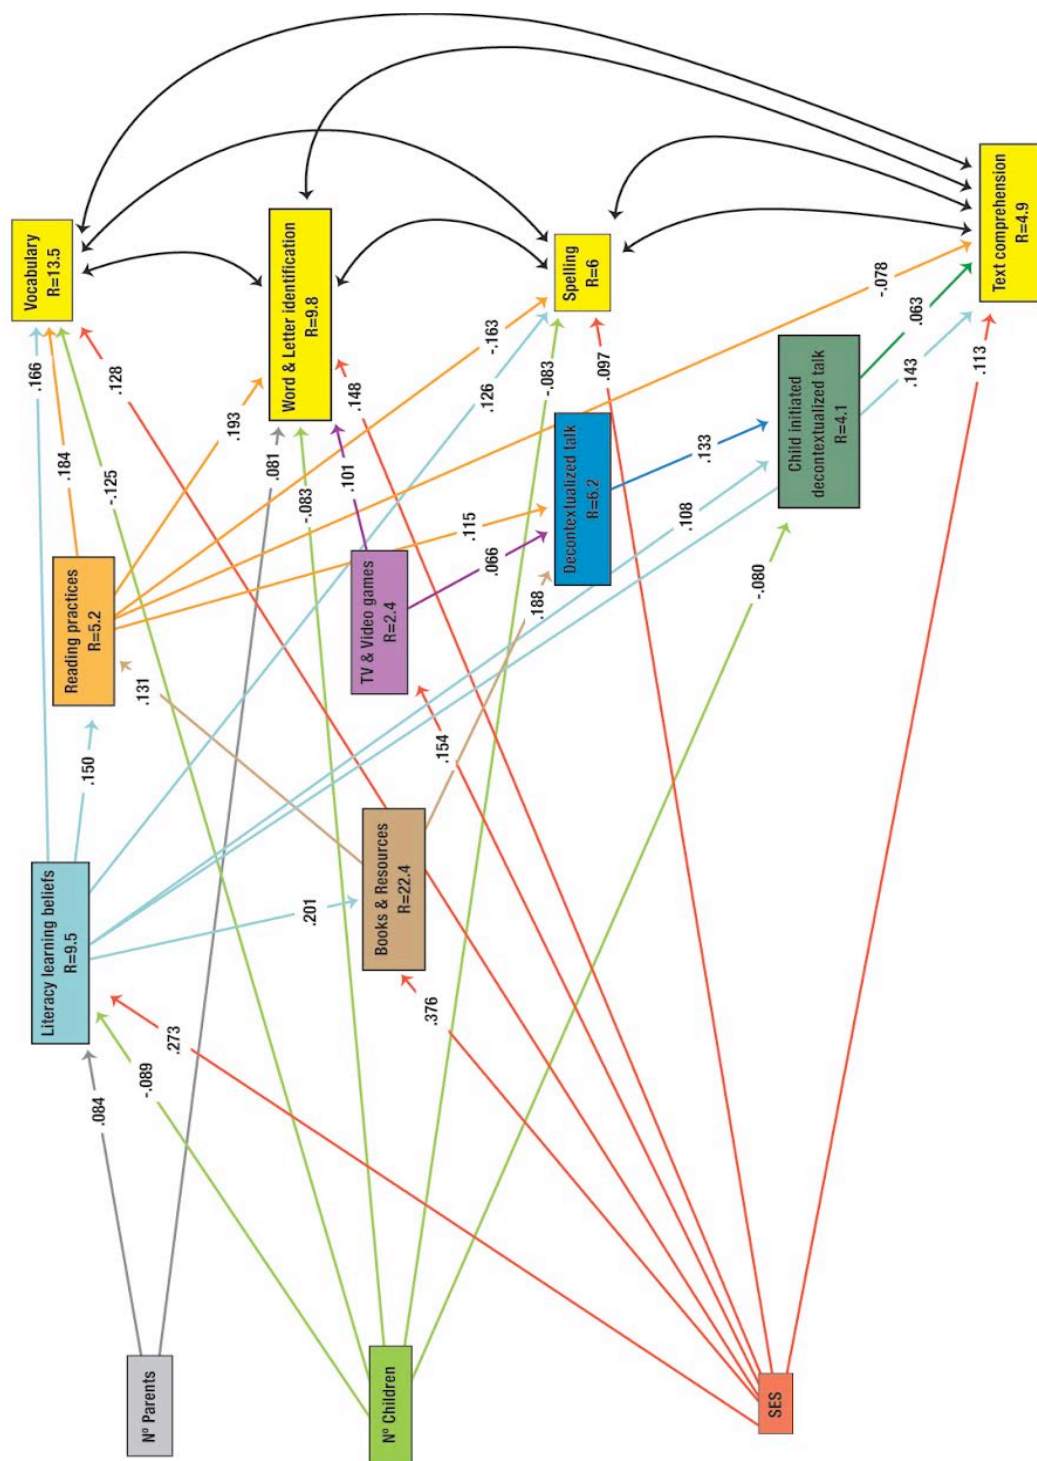 Nº Parents
Nº Children
SES
.084
-.089
.273
Literacy learning beliefs
R=9.5
.376
Books & Resources
R=22.4
.201
.150
.131
.154
Reading practices
R=5.2
TV & Video games
R=2.4
.188
Decontextualized talk
R=6.2
-.080
Child initiated
decontextualized talk
R=4.1
.066
.115
.108
.133
.166
.184
-.125
.128
.193
.081
-.083
.101
.148
-.163
.126
-.083
.097
-.078
.063
.143
.113
Vocabulary
R=13.5
Word & Letter identification
R=9.8
Spelling
R=6
Text comprehension
R=4.9